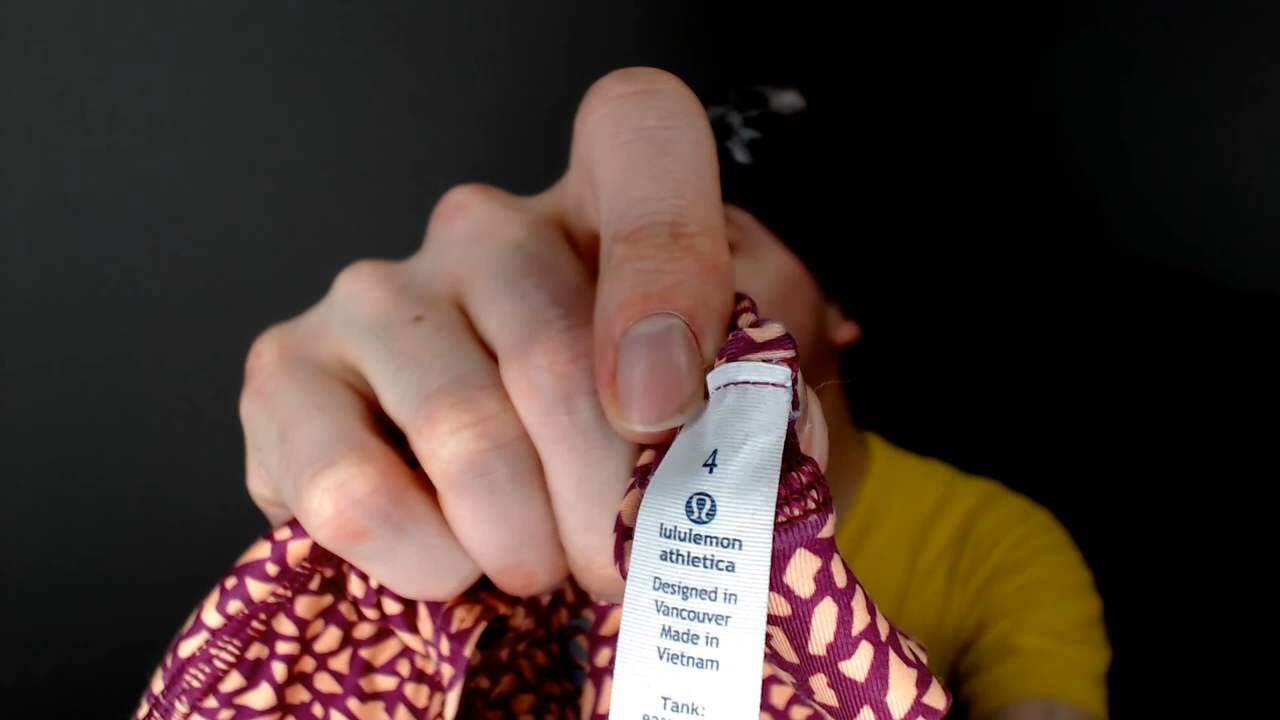 4
lululemon
athletica
Designed in
Vancouver
Made in
Vietnam
Tank: